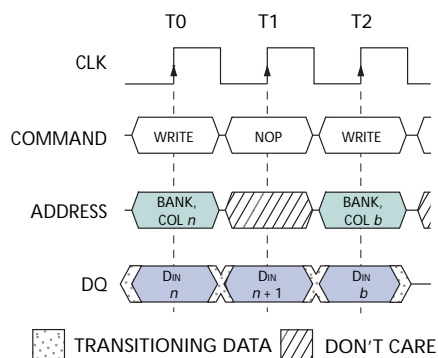 T0 T1 T2
CLK
COMMAND WRITE NOP WRITE
ADDRESS BANK, COL n BANK, COL b
DQ DIN n DIN n + 1 DIN b
TRANSITIONING DATA DON'T CARE